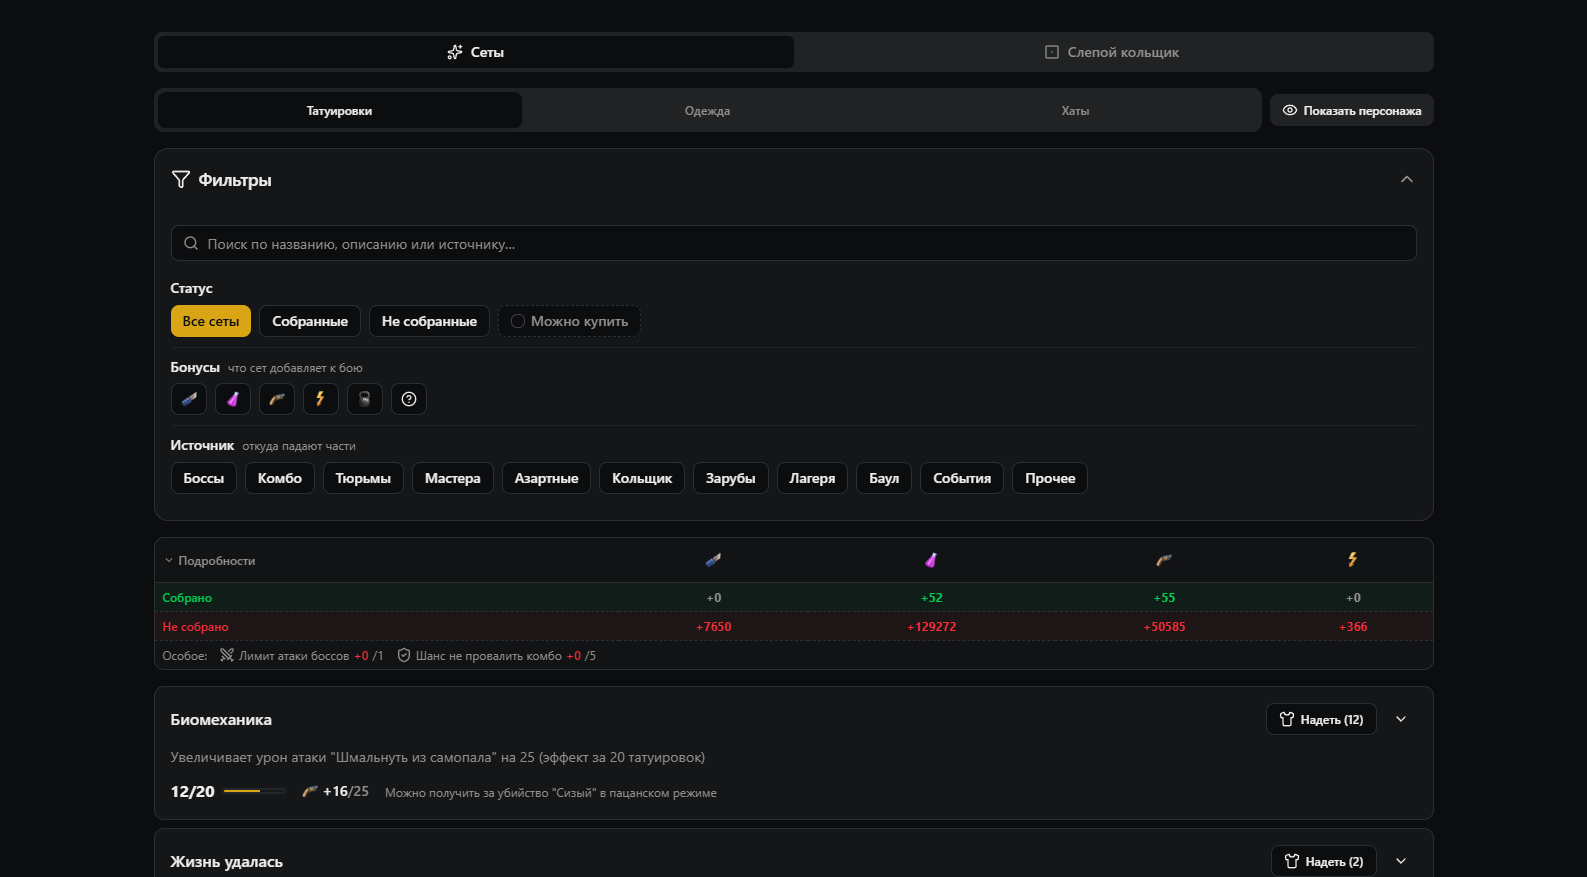 Сеты
Слепой кольщик
Татуировки
Одежда
Хаты
Показать персонажа
Фильтры
Поиск по названию, описанию или источнику...
Статус
Все сеты
Собранные
Не собранные
Можно купить
Бонусы что сет добавляет к бою
Источник откуда падают части
Боссы
Комбо
Тюрьмы
Мастера
Азартные
Кольщик
Зарубы
Лагеря
Баул
События
Прочее
Подробности
Собрано +0 +52 +55 +0
Не собрано +7650 +129272 +50585 +366
Особое: Лимит атаки боссов +0 /1 Шанс не провалить комбо +0 /5
Биомеханика
Надеть (12)
Увеличивает урон атаки "Шмальнуть из самопала" на 25 (эффект за 20 татуировок)
12/20 +16/25 Можно получить за убийство "Сизый" в пацанском режиме
Жизнь удалась
Надеть (2)